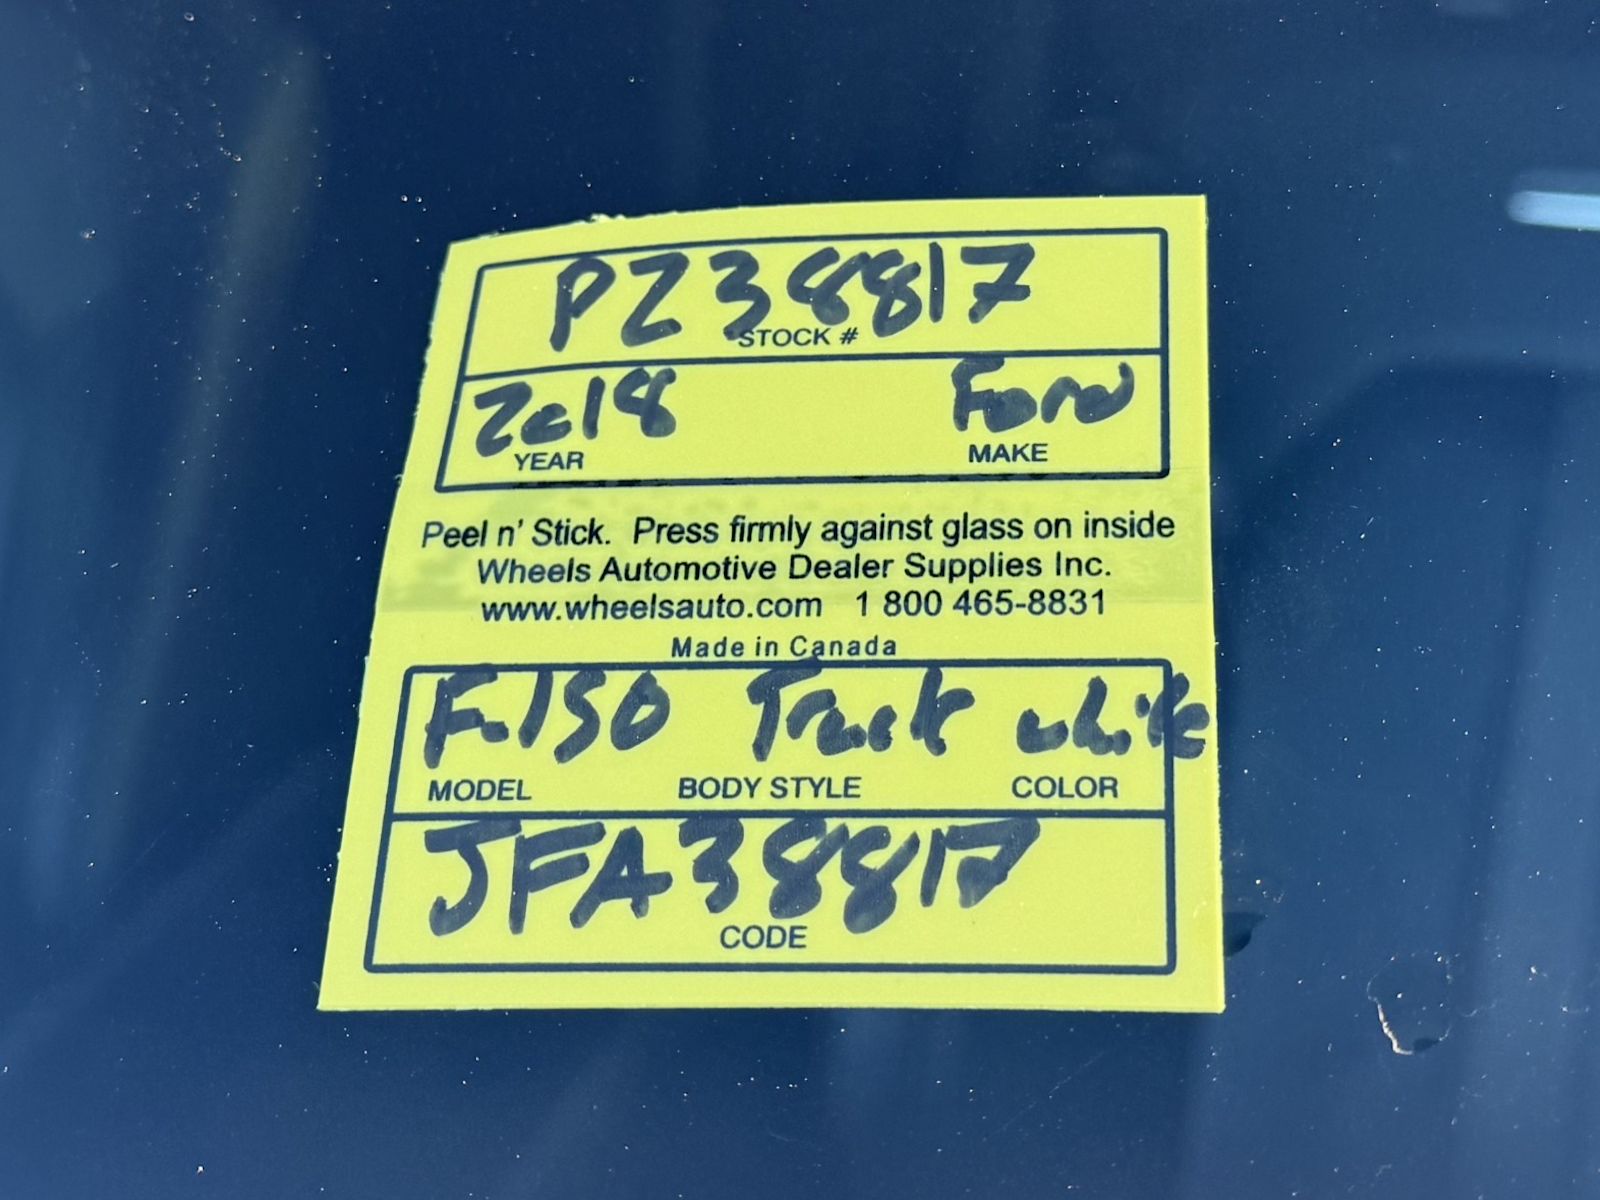 PZ38817
STOCK #
2018 Ford
YEAR MAKE
Peel n' Stick. Press firmly against glass on inside
Wheels Automotive Dealer Supplies Inc.
www.wheelsauto.com 1 800 465-8831
Made in Canada
F-150 Truck white
MODEL BODY STYLE COLOR
JFA38817
CODE